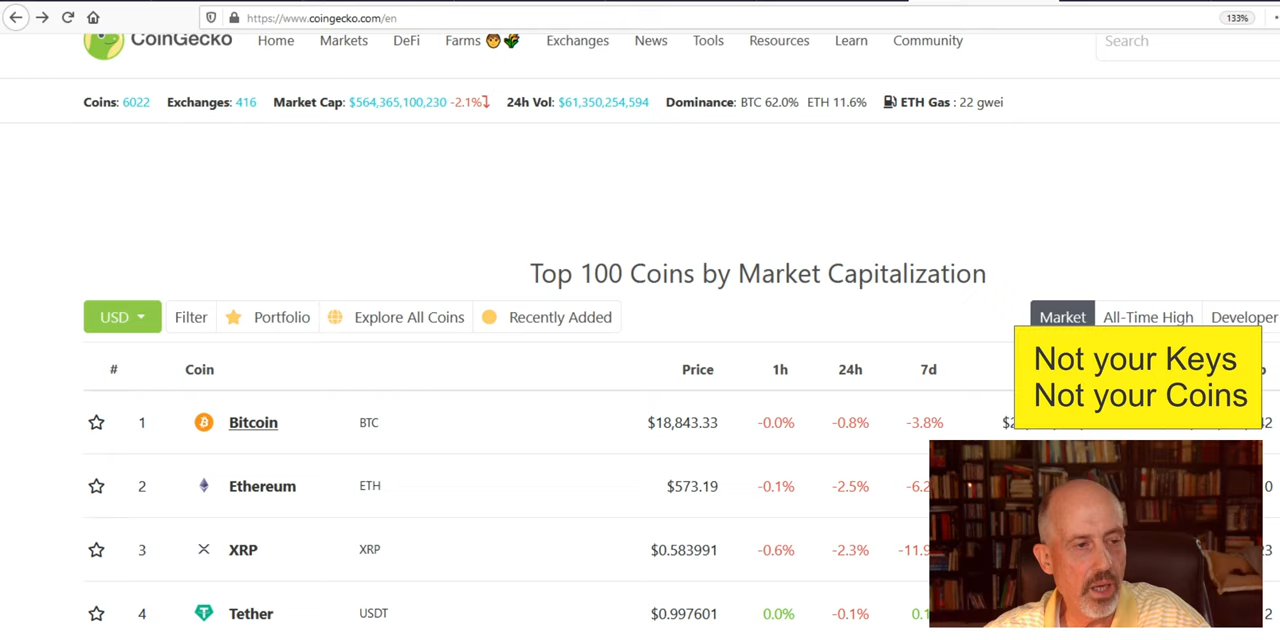 https://www.coingecko.com/en 133%
CoinGecko Home Markets DeFi Farms Exchanges News Tools Resources Learn Community Search
Coins: 6022 Exchanges: 416 Market Cap: $564,365,100,230 -2.1% 24h Vol: $61,350,254,594 Dominance: BTC 62.0% ETH 11.6% ETH Gas : 22 gwei
Top 100 Coins by Market Capitalization
USD Filter Portfolio Explore All Coins Recently Added Market All-Time High Developer
# Coin Price 1h 24h 7d
Not your Keys
Not your Coins
1 Bitcoin BTC $18,843.33 -0.0% -0.8% -3.8%
2 Ethereum ETH $573.19 -0.1% -2.5%
3 XRP XRP $0.583991 -0.6% -2.3%
4 Tether USDT $0.997601 0.0% -0.1%